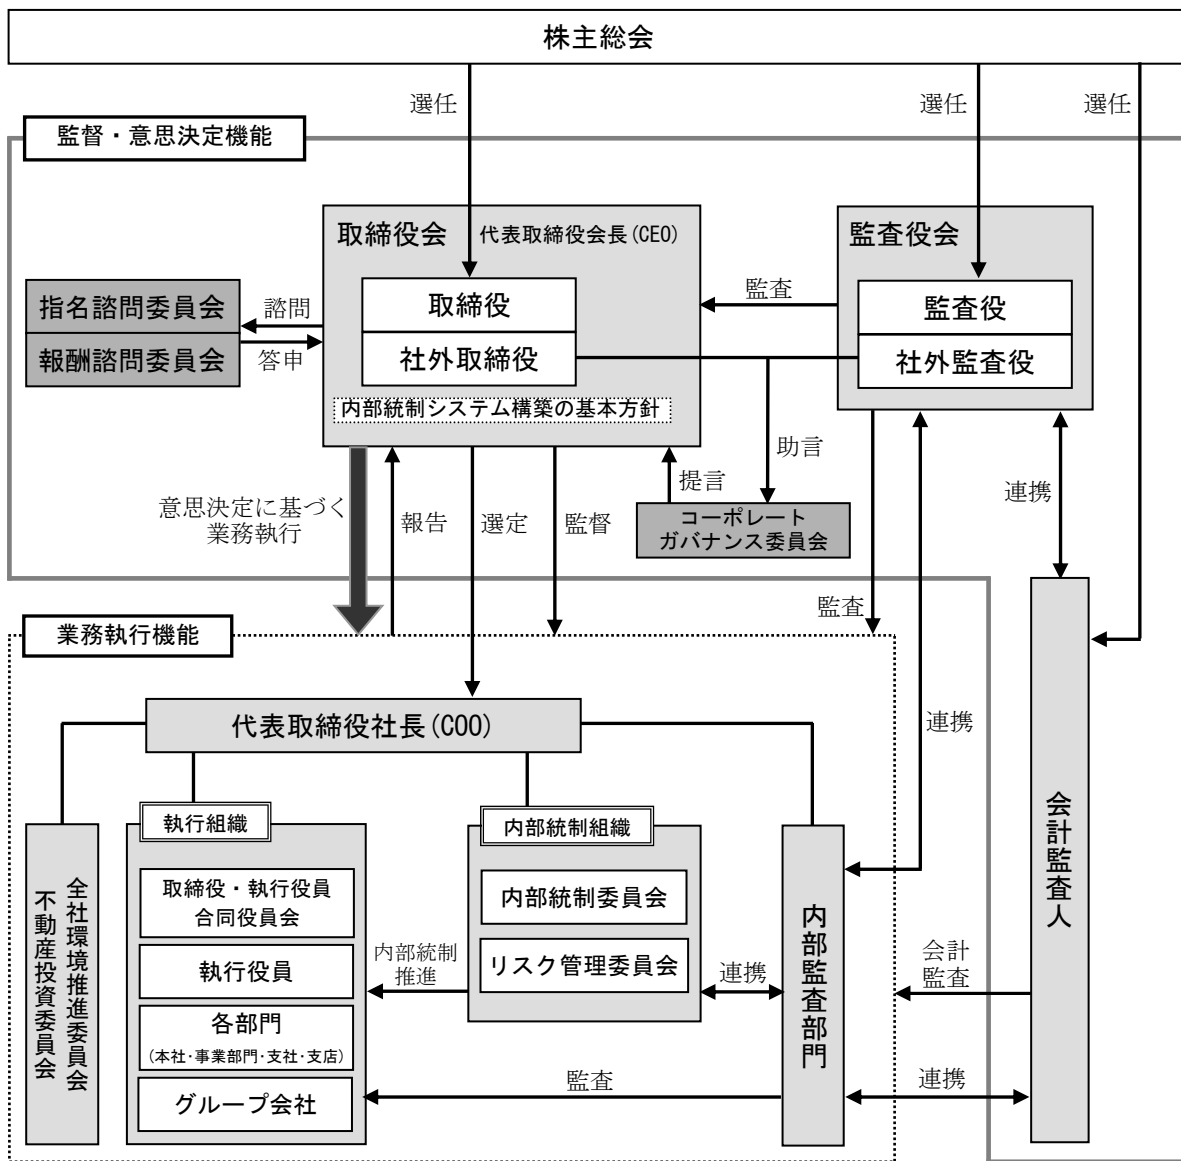 株主総会
選任
選任
選任
監督・意思決定機能
取締役会
代表取締役会長(CEO)
取締役
社外取締役
内部統制システム構築の基本方針
監査役会
監査役
社外監査役
監査
指名諮問委員会
報酬諮問委員会
諮問
答申
助言
提言
コーポレート
ガバナンス委員会
連携
意思決定に基づく
業務執行
報告
選定
監督
監査
業務執行機能
代表取締役社長(COO)
連携
全社環境推進委員会
不動産投資委員会
執行組織
取締役・執行役員
合同役員会
執行役員
各部門
(本社・事業部門・支社・支店)
グループ会社
内部統制
推進
内部統制組織
内部統制委員会
リスク管理委員会
連携
内部監査部門
監査
会計
監査
連携
会計監査人